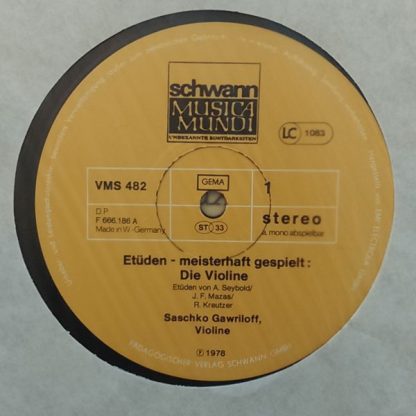 schwann
MUSICA
MUNDI
UNBEKANNTE KOSTBARKEITEN
LC 1083
VMS 482
GEMA
1
D.P.
F 666.186 A
Made in W.-Germany
ST 33
stereo
a. mono abspielbar
Etüden - meisterhaft gespielt:
Die Violine
Etüden von A. Seybold/
J. F. Mazas/
R. Kreutzer
Saschko Gawriloff,
Violine
℗ 1978
PÄDAGOGISCHER VERLAG SCHWANN GMBH